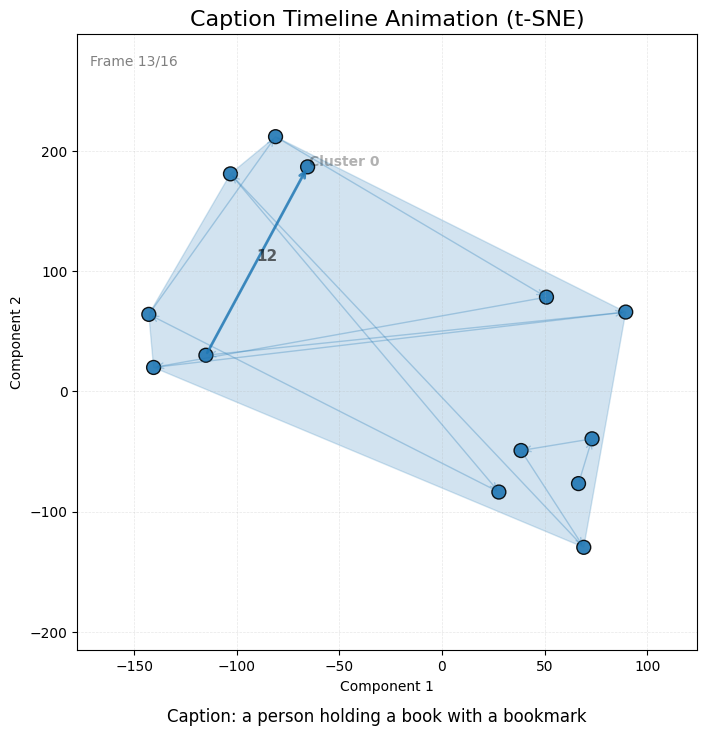 Caption Timeline Animation (t-SNE)
Frame 13/16
Cluster 0
12
Component 2
200
100
0
−100
−200
−150
−100
−50
0
50
100
Component 1
Caption: a person holding a book with a bookmark